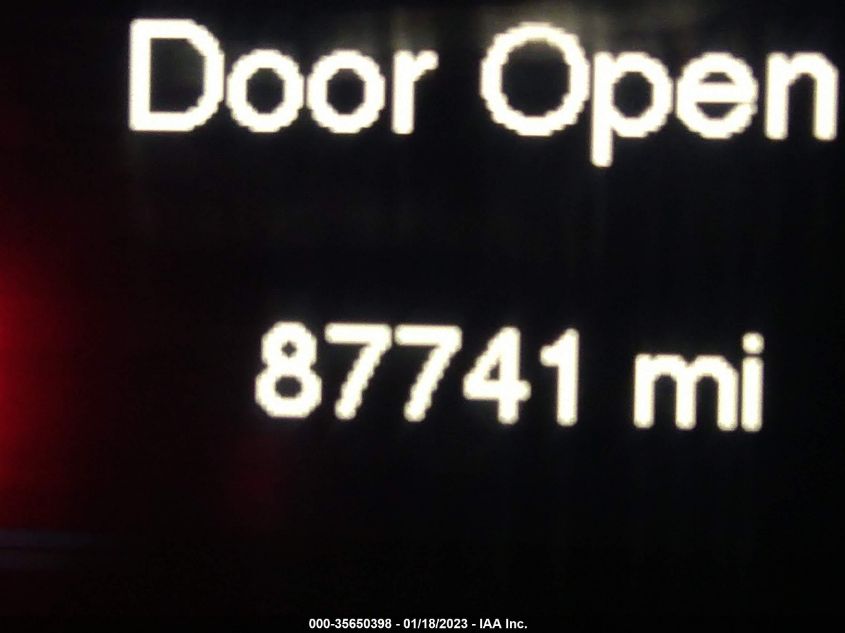 Door Open
87741 mi
000-35650398 - 01/18/2023 - IAA Inc.